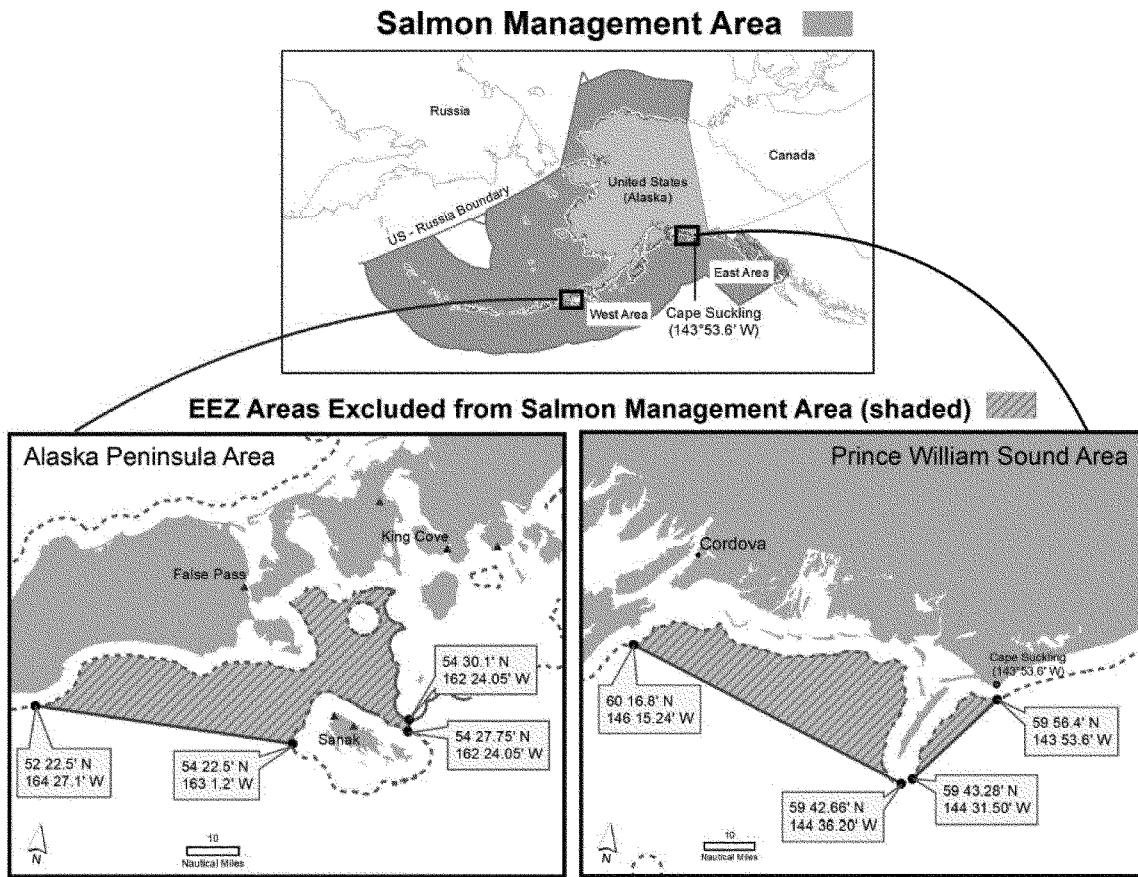 Salmon Management Area
Russia
Canada
United States
(Alaska)
US - Russia Boundary
East Area
West Area
Cape Suckling
(143°53.6' W)
EEZ Areas Excluded from Salmon Management Area (shaded)
Alaska Peninsula Area
King Cove
False Pass
54 30.1' N
162 24.05' W
Sanak
54 27.75' N
162 24.05' W
52 22.5' N
164 27.1' W
54 22.5' N
163 1.2' W
N
10
Nautical Miles
Prince William Sound Area
Cordova
Cape Suckling
(143°53.6' W)
60 16.8' N
146 15.24' W
59 56.4' N
143 53.6' W
59 43.28' N
144 31.50' W
59 42.66' N
144 36.20' W
N
10
Nautical Miles